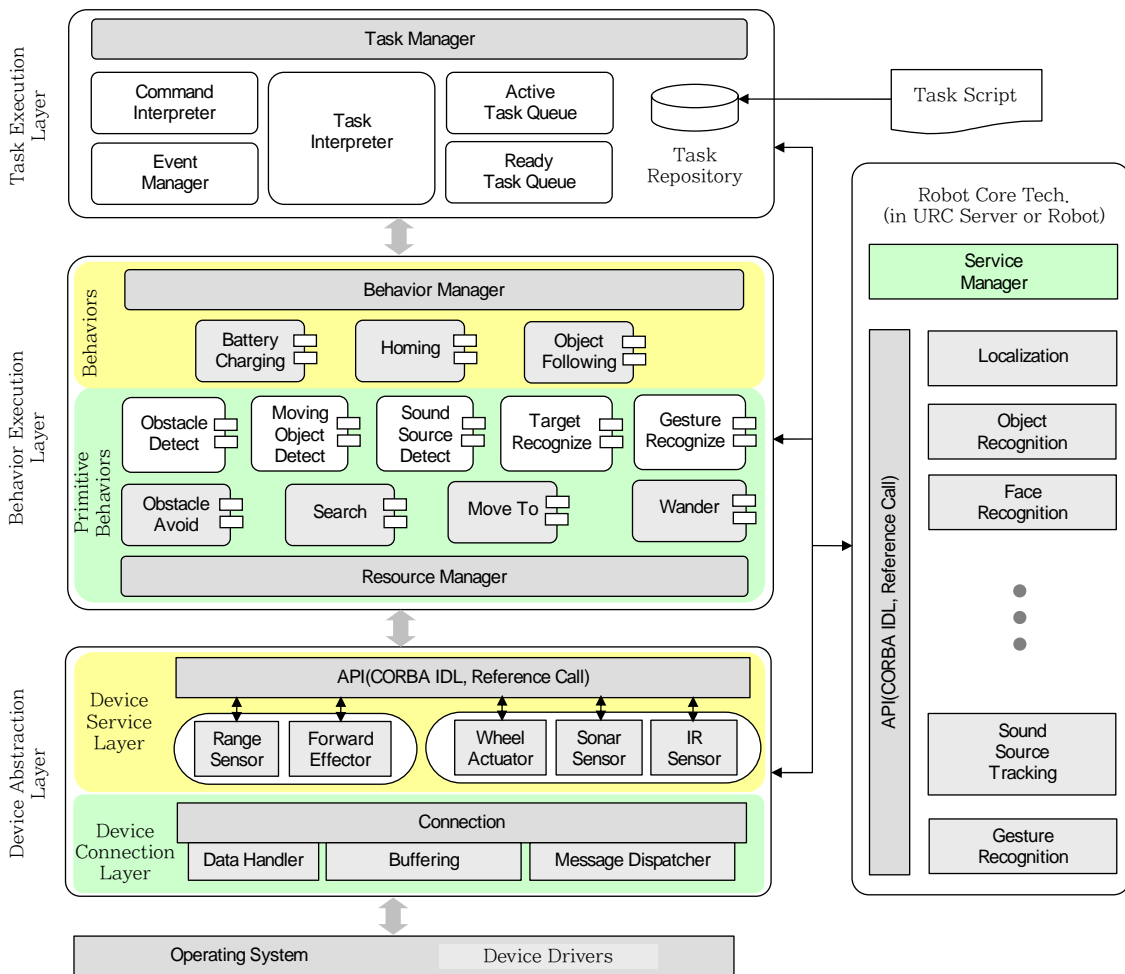 Task Execution
Layer
Task Manager
Command
Interpreter
Task
Interpreter
Active
Task Queue
Event
Manager
Ready
Task Queue
Task
Repository
Task Script
Behavior Execution
Layer
Behaviors
Behavior Manager
Battery
Charging
Homing
Object
Following
Primitive
Behaviors
Obstacle
Detect
Moving
Object
Detect
Sound
Source
Detect
Target
Recognize
Gesture
Recognize
Obstacle
Avoid
Search
Move To
Wander
Resource Manager
Device Abstraction
Layer
Device
Service
Layer
API(CORBA IDL, Reference Call)
Range
Sensor
Forward
Effector
Wheel
Actuator
Sonar
Sensor
IR
Sensor
Device
Connection
Layer
Connection
Data Handler
Buffering
Message Dispatcher
Operating System
Device Drivers
Robot Core Tech.
(in URC Server or Robot)
Service
Manager
API(CORBA IDL, Reference Call)
Localization
Object
Recognition
Face
Recognition
Sound
Source
Tracking
Gesture
Recognition